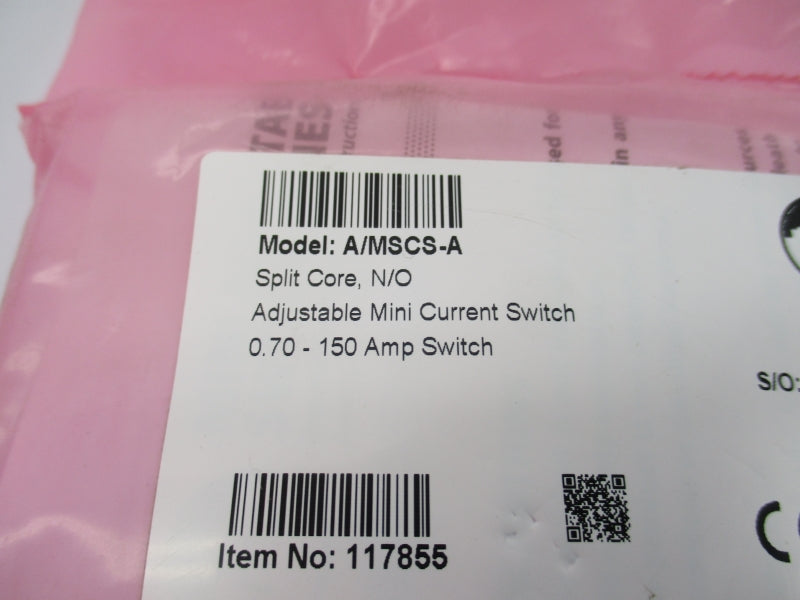 Model: A/MSCS-A
Split Core, N/O
Adjustable Mini Current Switch
0.70 - 150 Amp Switch
S/O:
Item No: 117855